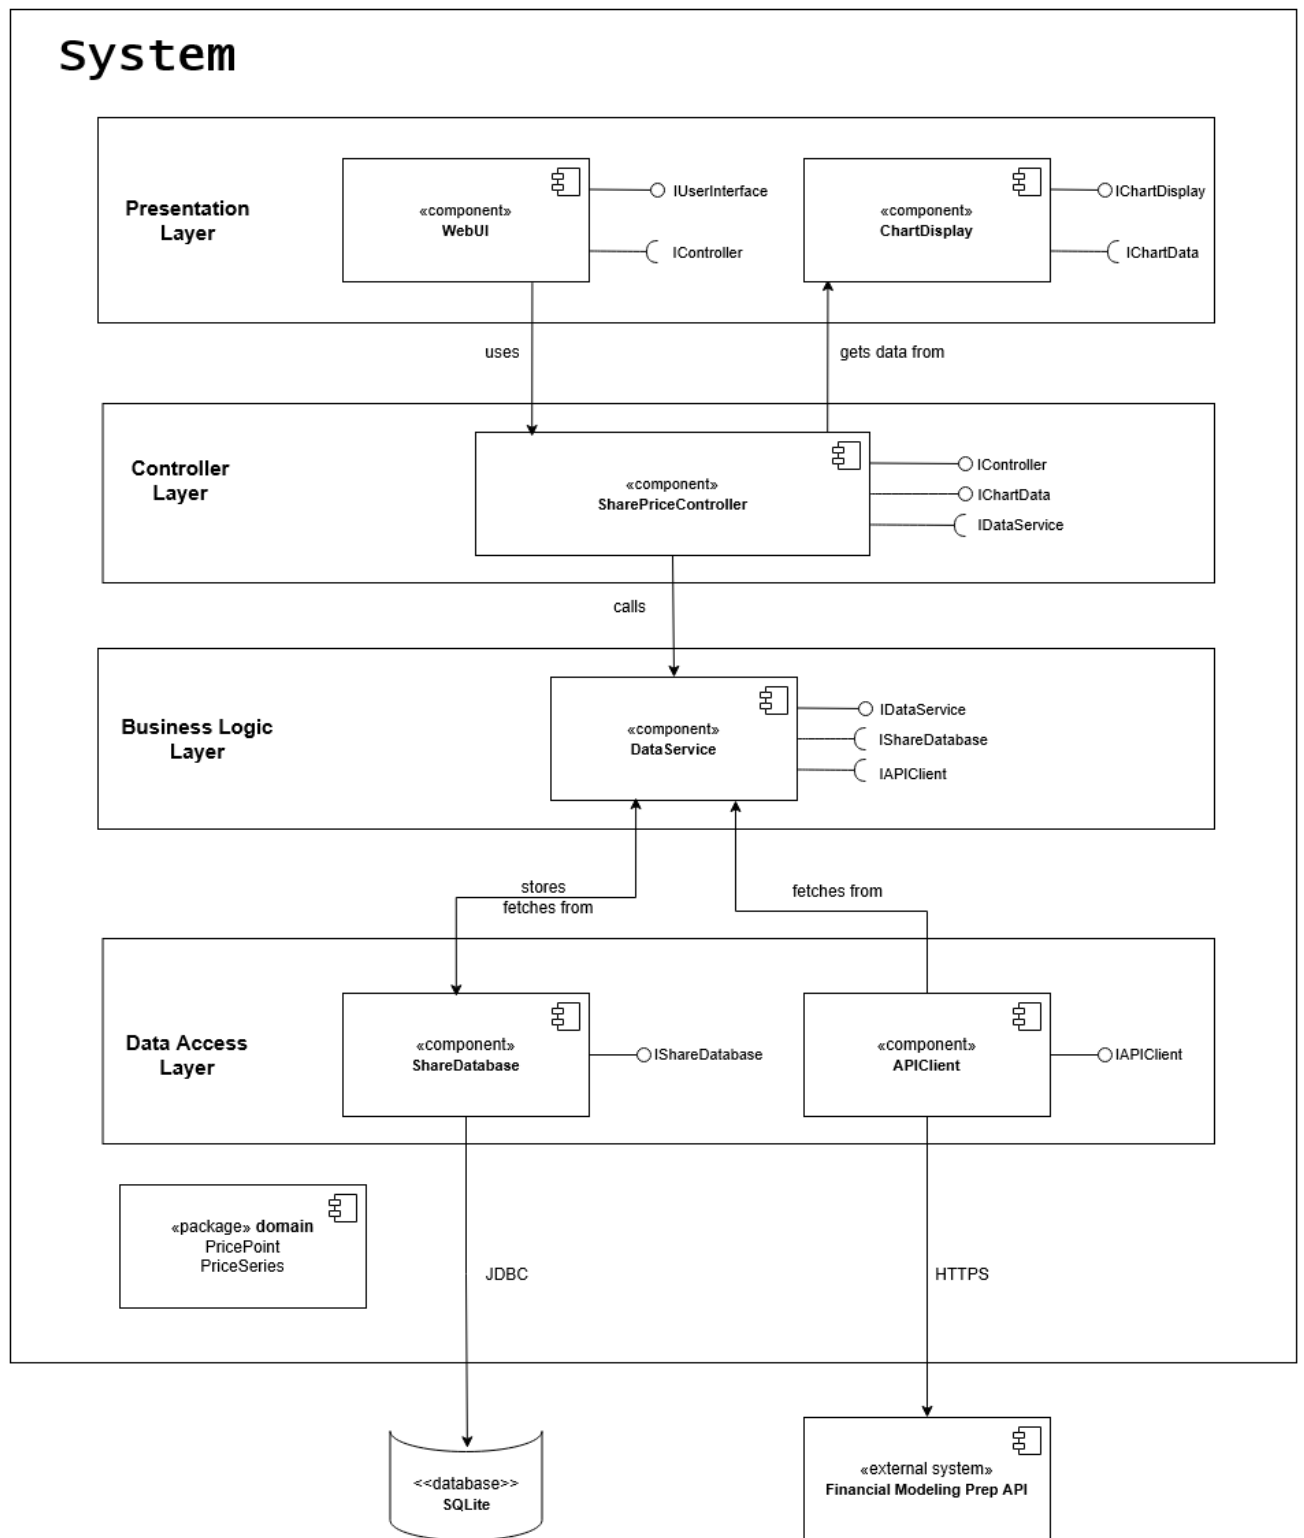 System
Presentation
Layer
«component»
WebUI
IUserInterface
IController
«component»
ChartDisplay
IChartDisplay
IChartData
uses
gets data from
Controller
Layer
«component»
SharePriceController
IController
IChartData
IDataService
calls
Business Logic
Layer
«component»
DataService
IDataService
IShareDatabase
IAPIClient
stores
fetches from
fetches from
Data Access
Layer
«component»
ShareDatabase
IShareDatabase
«component»
APIClient
IAPIClient
«package» domain
PricePoint
PriceSeries
JDBC
HTTPS
<<database>>
SQLite
«external system»
Financial Modeling Prep API